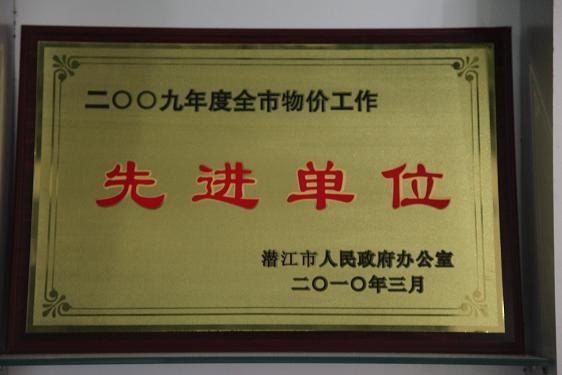 二〇〇九年度全市物价工作
先进单位
潜江市人民政府办公室
二〇一〇年三月